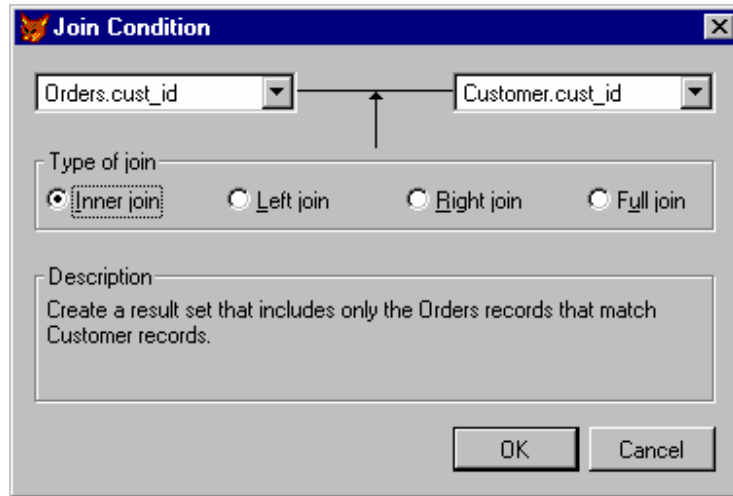 Join Condition
Orders.cust_id
Customer.cust_id
Type of join
Inner join
Left join
Right join
Full join
Description
Create a result set that includes only the Orders records that match
Customer records.
OK
Cancel